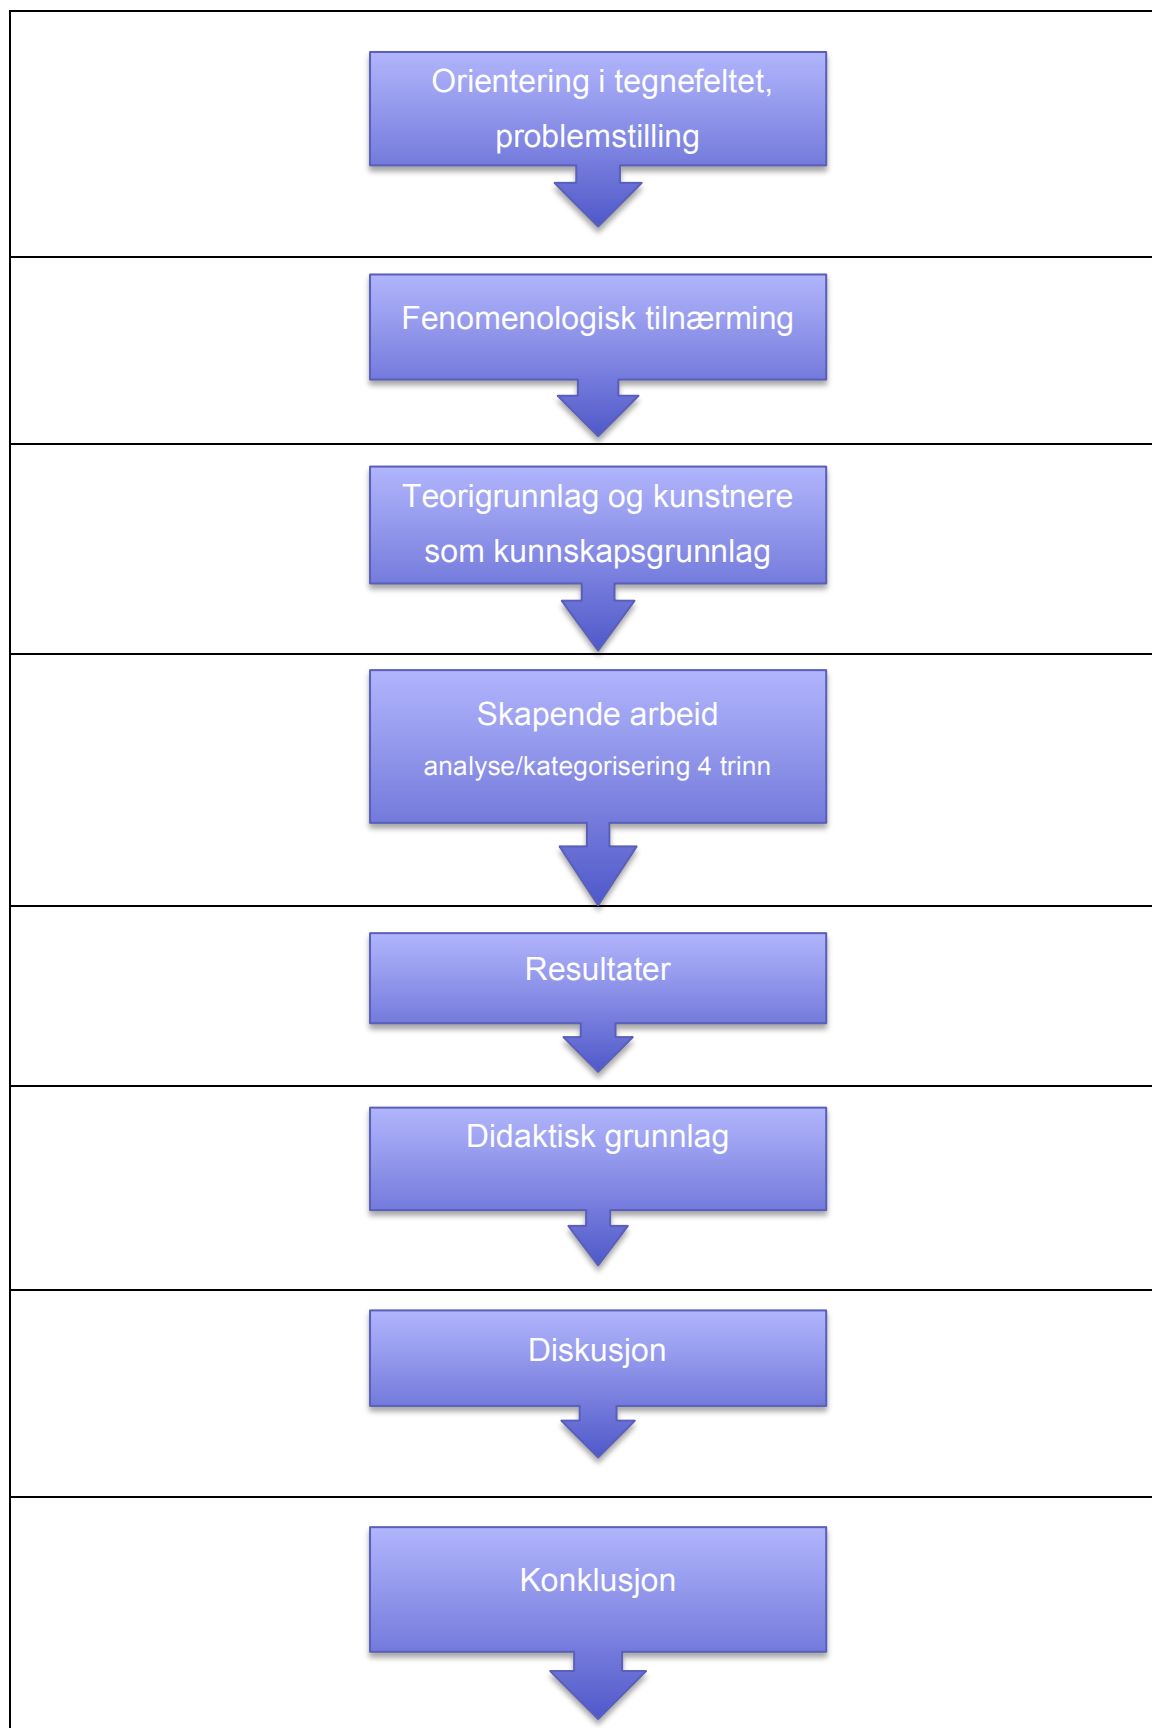 Orientering i tegnefeltet,
problemstilling
Fenomenologisk tilnærming
Teorigrunnlag og kunstnere
som kunnskapsgrunnlag
Skapende arbeid
analyse/kategorisering 4 trinn
Resultater
Didaktisk grunnlag
Diskusjon
Konklusjon